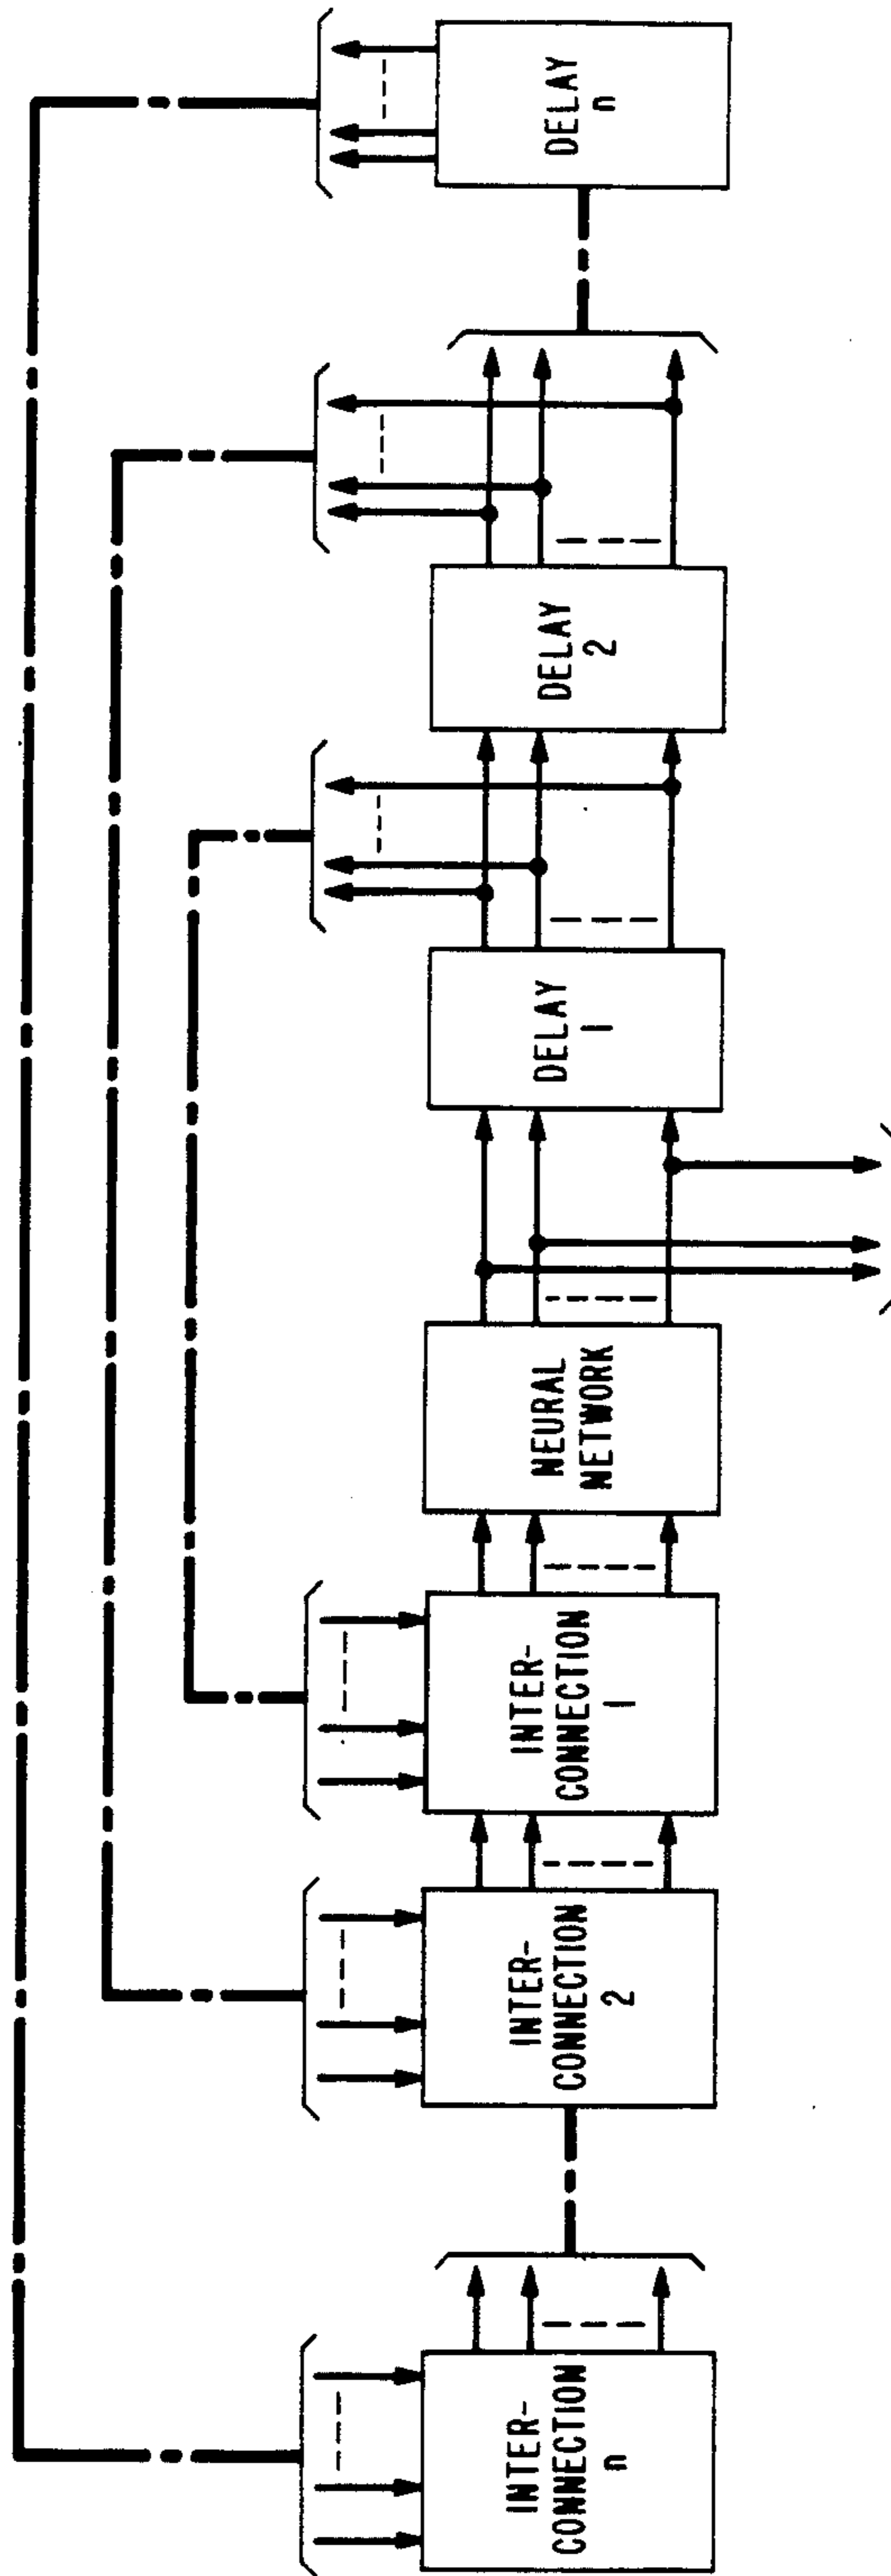 INTER-
CONNECTION
n
INTER-
CONNECTION
2
INTER-
CONNECTION
1
NEURAL
NETWORK
DELAY
1
DELAY
2
DELAY
n